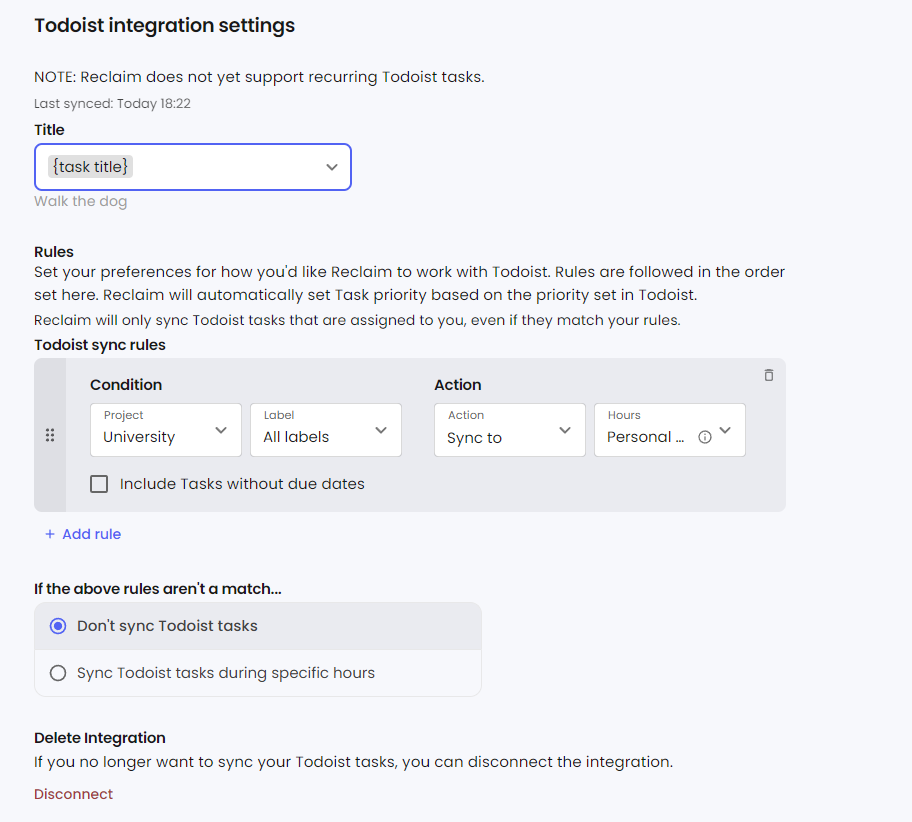 Todoist integration settings
NOTE: Reclaim does not yet support recurring Todoist tasks.
Last synced: Today 18:22
Title
{task title}
Walk the dog
Rules
Set your preferences for how you'd like Reclaim to work with Todoist. Rules are followed in the order
set here. Reclaim will automatically set Task priority based on the priority set in Todoist.
Reclaim will only sync Todoist tasks that are assigned to you, even if they match your rules.
Todoist sync rules
Condition
Action
Project
Label
Action
Hours
University
All labels
Sync to
Personal ...
Include Tasks without due dates
+ Add rule
If the above rules aren't a match...
Don't sync Todoist tasks
Sync Todoist tasks during specific hours
Delete Integration
If you no longer want to sync your Todoist tasks, you can disconnect the integration.
Disconnect